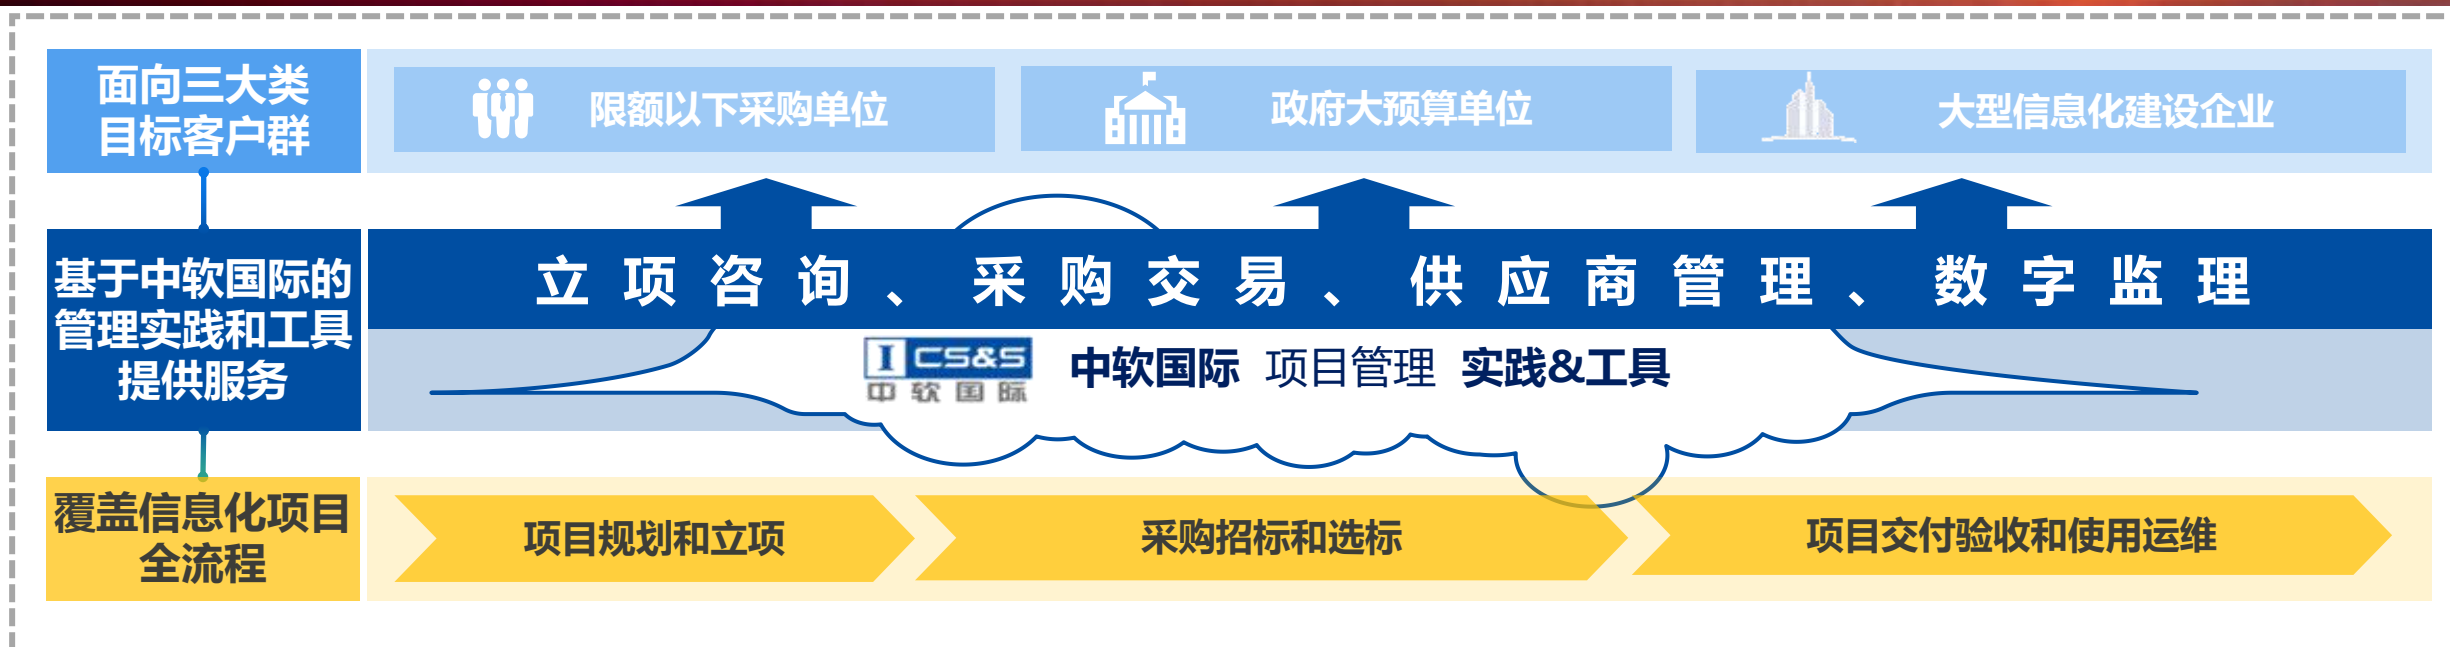 面向三大类
目标客户群
限额以下采购单位
政府大预算单位
大型信息化建设企业
基于中软国际的
管理实践和工具
提供服务
立项咨询、采购交易、供应商管理、数字监理
I CS&S
中软国际
中软国际 项目管理 实践&工具
覆盖信息化项目
全流程
项目规划和立项
采购招标和选标
项目交付验收和使用运维